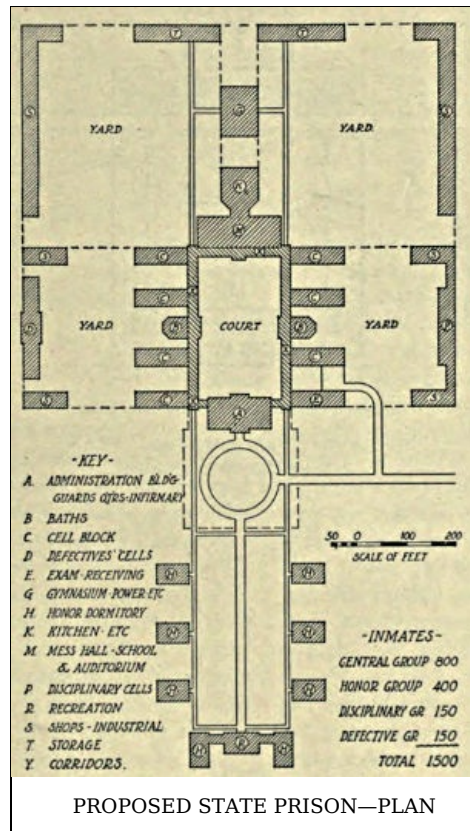 T
T
YARD
G
YARD.
S
K
M
S
C
C
S
C
C
D
YARD.
B
COURT
B
YARD
P
C
C
S
C
A
E
S
-KEY-
A. ADMINISTRATION BLD'G
GUARDS QTRS-INFIRMARY
B BATHS
C CELL BLOCK
D DEFECTIVES' CELLS
E. EXAM-RECEIVING
G GYMNASIUM-POWER-ETC
H. HONOR DORMITORY
K. KITCHEN-ETC
M. MESS HALL-SCHOOL
& AUDITORIUM
P DISCIPLINARY CELLS
R RECREATION
S SHOPS-INDUSTRIAL
T STORAGE
Y. CORRIDORS.
50 0 100 200
SCALE OF FEET
H
H
H
H
H
H
H
R
H
-INMATES-
CENTRAL GROUP 800
HONOR GROUP 400
DISCIPLINARY GR 150
DEFECTIVE GR 150
TOTAL 1500
PROPOSED STATE PRISON—PLAN